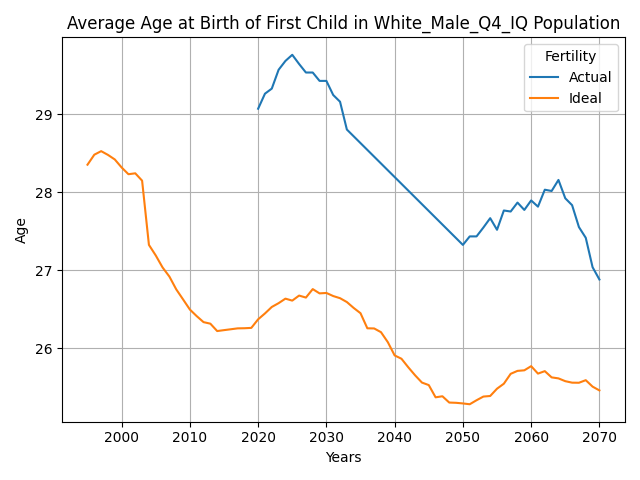 Average Age at Birth of First Child in White_Male_Q4_IQ Population
Fertility
Actual
Ideal
29
28
27
26
Age
2000 2010 2020 2030 2040 2050 2060 2070
Years